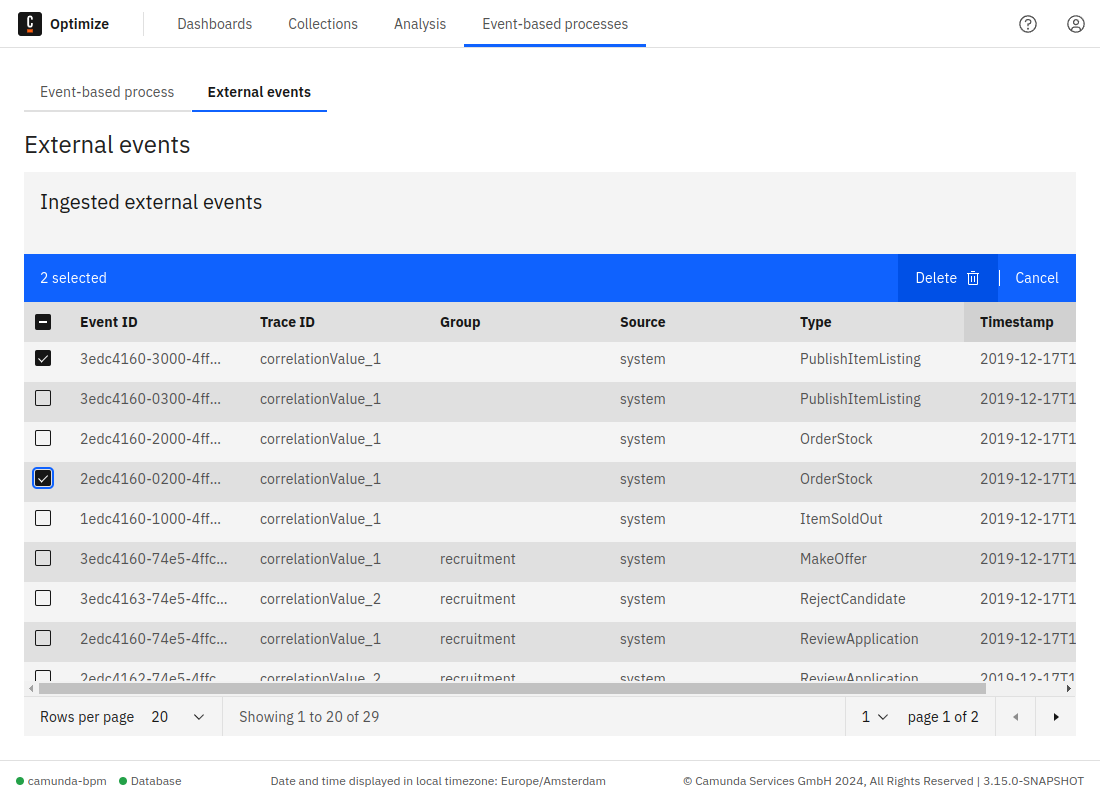 C Optimize Dashboards Collections Analysis Event-based processes
Event-based process External events
External events
Ingested external events
2 selected Delete Cancel
Event ID Trace ID Group Source Type Timestamp
3edc4160-3000-4ff... correlationValue_1 system PublishItemListing 2019-12-17T1
3edc4160-0300-4ff... correlationValue_1 system PublishItemListing 2019-12-17T1
2edc4160-2000-4ff... correlationValue_1 system OrderStock 2019-12-17T1
2edc4160-0200-4ff... correlationValue_1 system OrderStock 2019-12-17T1
1edc4160-1000-4ff... correlationValue_1 system ItemSoldOut 2019-12-17T1
3edc4160-74e5-4ffc... correlationValue_1 recruitment system MakeOffer 2019-12-17T1
3edc4163-74e5-4ffc... correlationValue_2 recruitment system RejectCandidate 2019-12-17T1
2edc4160-74e5-4ffc... correlationValue_1 recruitment system ReviewApplication 2019-12-17T1
2edc4162-74e5-4ffc... correlationValue_2 recruitment system ReviewApplication 2019-12-17T1
Rows per page 20 Showing 1 to 20 of 29 1 page 1 of 2
camunda-bpm Database Date and time displayed in local timezone: Europe/Amsterdam © Camunda Services GmbH 2024, All Rights Reserved | 3.15.0-SNAPSHOT